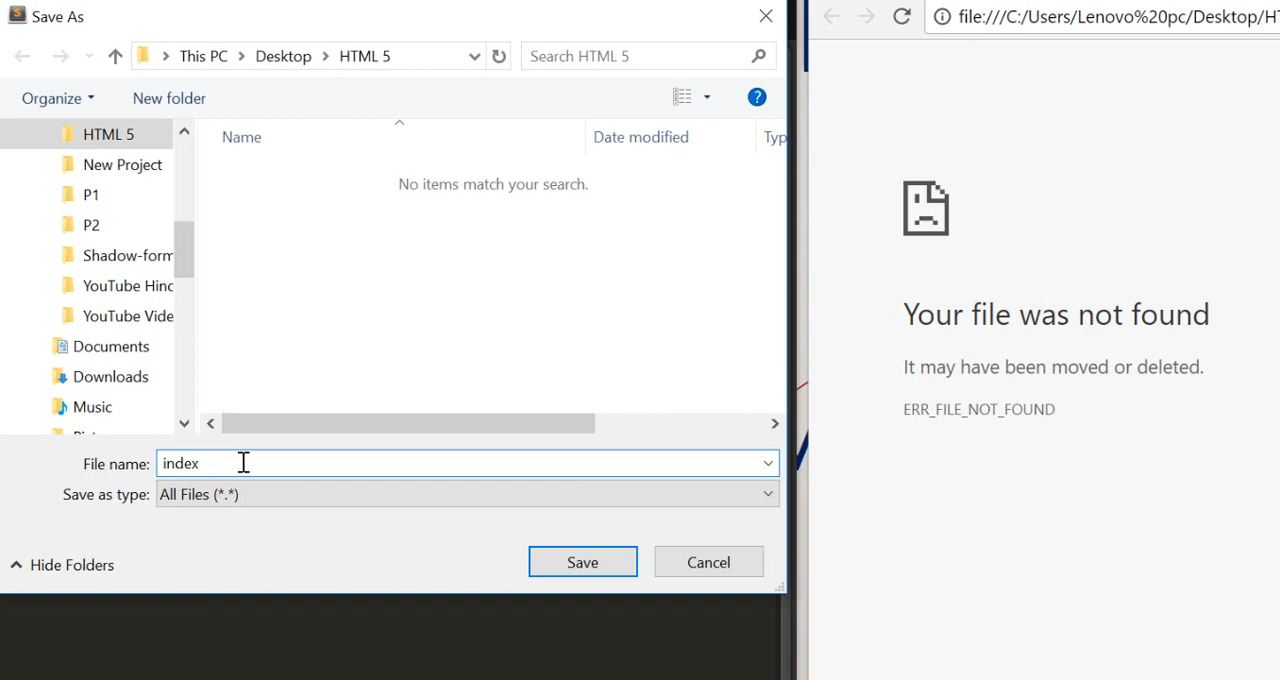 Save As
This PC > Desktop > HTML 5
Search HTML 5
Organize
New folder
HTML 5
New Project
P1
P2
Shadow-form
YouTube Hind
YouTube Vide
Documents
Downloads
Music
Name
Date modified
Typ
No items match your search.
File name: index
Save as type: All Files (*.*)
Hide Folders
Save
Cancel
file:///C:/Users/Lenovo%20pc/Desktop/HT
Your file was not found
It may have been moved or deleted.
ERR_FILE_NOT_FOUND